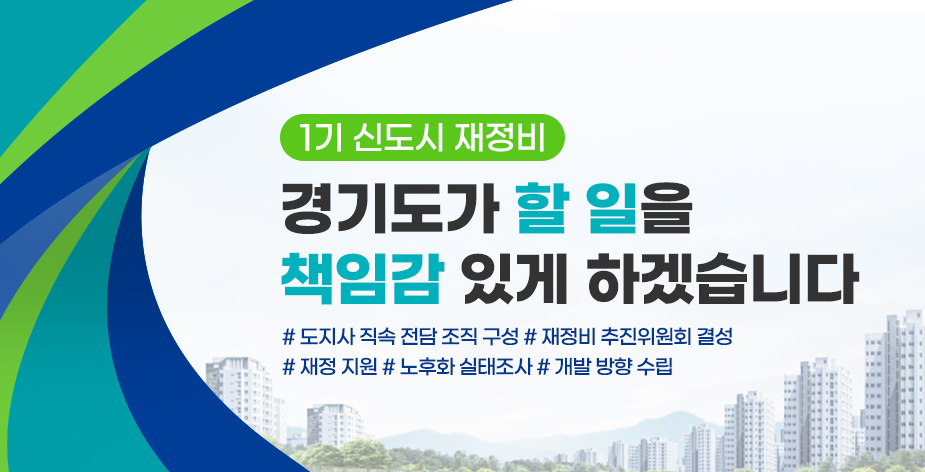 1기 신도시 재정비
경기도가 할 일을
책임감 있게 하겠습니다
# 도지사 직속 전담 조직 구성 # 재정비 추진위원회 결성
# 재정 지원 # 노후화 실태조사 # 개발 방향 수립